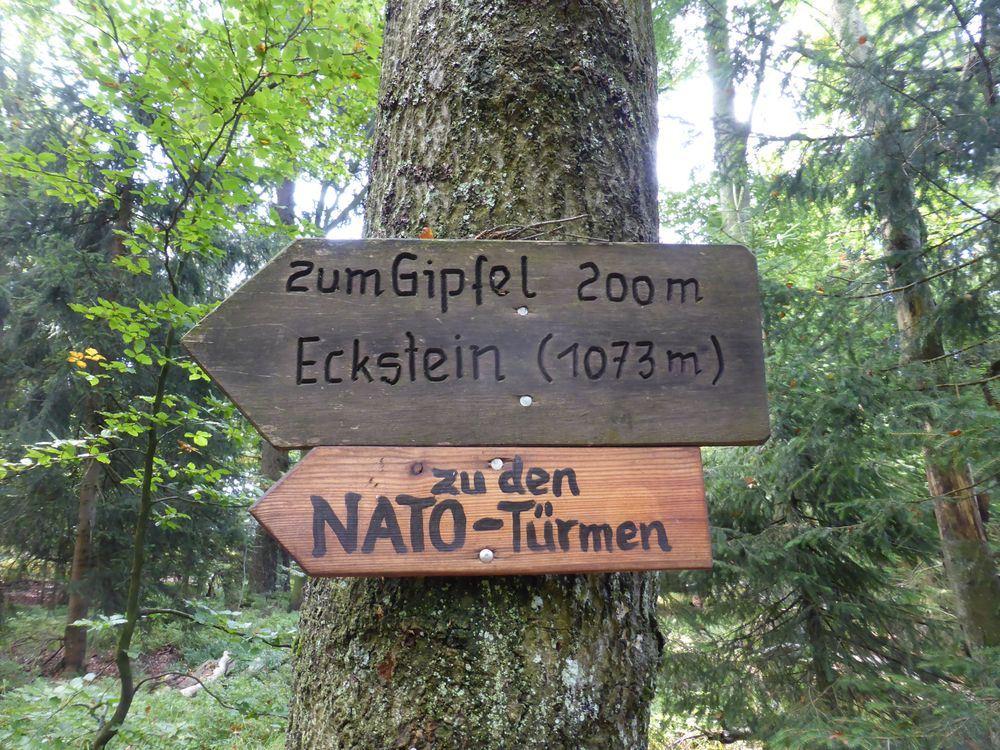 Zum Gipfel 200 m
Eckstein (1073 m)
zu den
NATO-Türmen